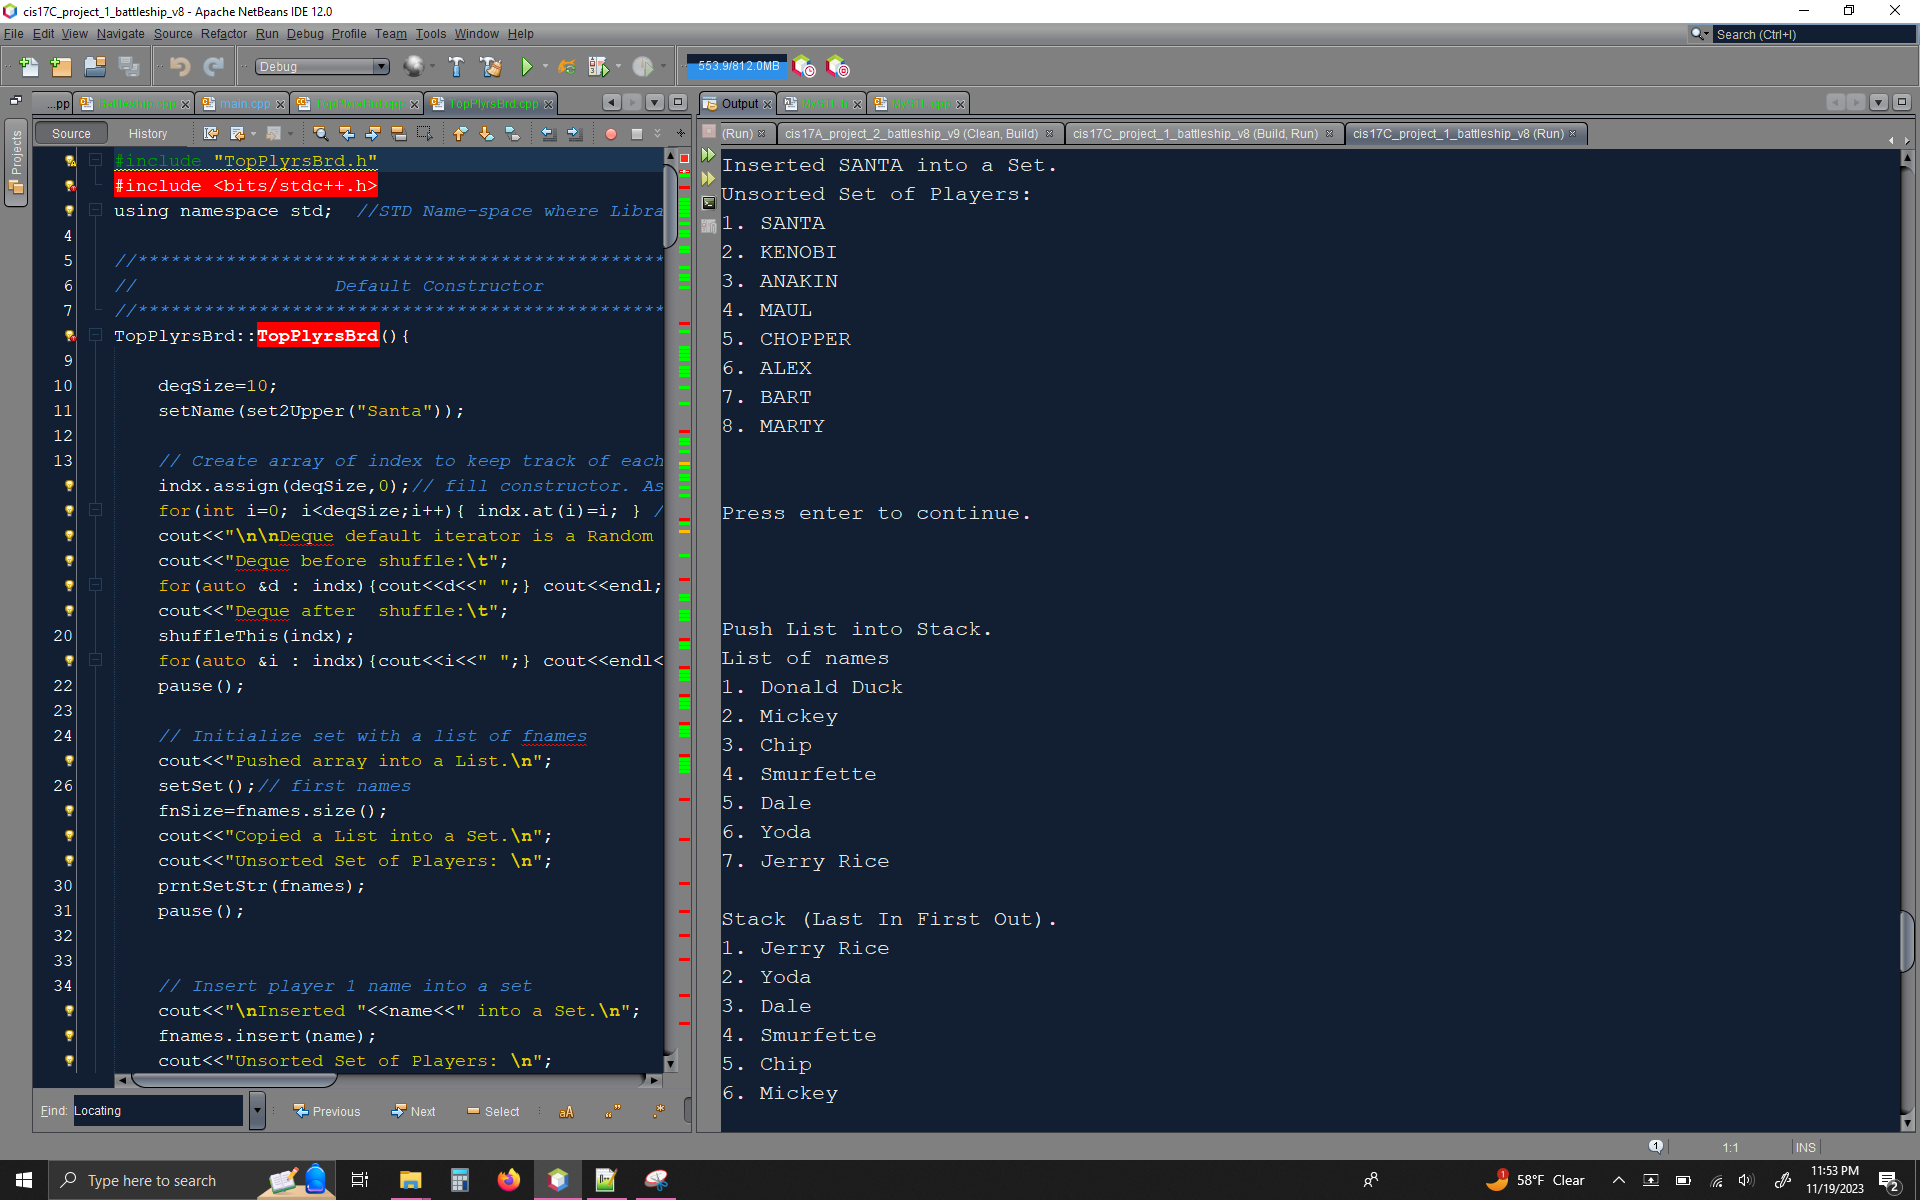 cis17C_project_1_battleship_v8 - Apache NetBeans IDE 12.0
File Edit View Navigate Source Refactor Run Debug Profile Team Tools Window Help
Search (Ctrl+I)
Debug
553.9/812.0MB
...pp Battleship.cpp main.cpp TopPlyrsBrd.cpp
Output MySTL.h MySTL.cpp
Source History
(Run) cis17A_project_2_battleship_v9 (Clean, Build) cis17C_project_1_battleship_v8 (Build, Run) cis17C_project_1_battleship_v8 (Run)
Projects
#include "TopPlyrsBrd.h"
#include <bits/stdc++.h>
using namespace std; //STD Name-space where Libra
4
5 //************************************************
6 // Default Constructor
7 //************************************************
TopPlyrsBrd::TopPlyrsBrd(){
9
10 deqSize=10;
11 setName(set2Upper("Santa"));
12
13 // Create array of index to keep track of each
indx.assign(deqSize,0);// fill constructor. As
for(int i=0; i<deqSize;i++){ indx.at(i)=i; } /
cout<<"\n\nDeque default iterator is a Random
cout<<"Deque before shuffle:\t";
for(auto &d : indx){cout<<d<<" ";} cout<<endl;
cout<<"Deque after  shuffle:\t";
20 shuffleThis(indx);
for(auto &i : indx){cout<<i<<" ";} cout<<endl<
22 pause();
23
24 // Initialize set with a list of fnames
cout<<"Pushed array into a List.\n";
26 setSet();// first names
fnSize=fnames.size();
cout<<"Copied a List into a Set.\n";
cout<<"Unsorted Set of Players: \n";
30 prntSetStr(fnames);
31 pause();
32
33
34 // Insert player 1 name into a set
cout<<"\nInserted "<<name<<" into a Set.\n";
fnames.insert(name);
cout<<"Unsorted Set of Players: \n";
Find: Locating Previous Next Select aA
Inserted SANTA into a Set.
Unsorted Set of Players:
1. SANTA
2. KENOBI
3. ANAKIN
4. MAUL
5. CHOPPER
6. ALEX
7. BART
8. MARTY
Press enter to continue.
Push List into Stack.
List of names
1. Donald Duck
2. Mickey
3. Chip
4. Smurfette
5. Dale
6. Yoda
7. Jerry Rice
Stack (Last In First Out).
1. Jerry Rice
2. Yoda
3. Dale
4. Smurfette
5. Chip
6. Mickey
1 1:1 INS
Type here to search
1 58°F Clear
11:53 PM
11/19/2023
2